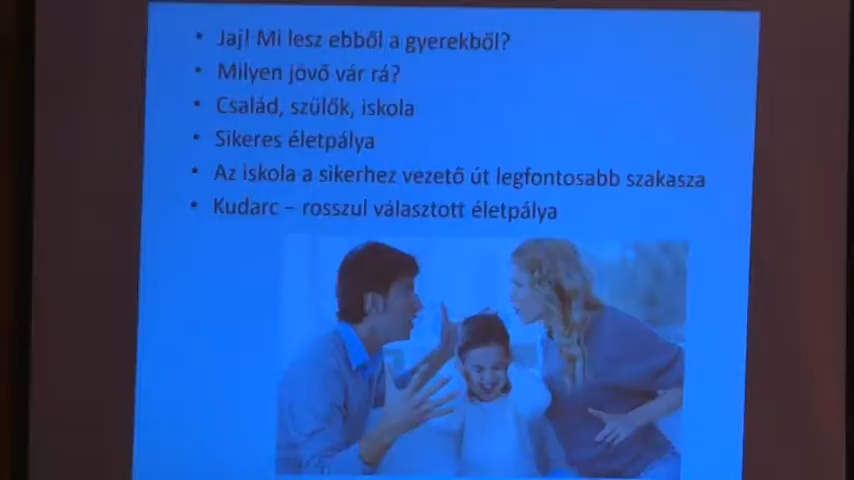 • Jaj! Mi lesz ebből a gyerekből?
• Milyen jövő vár rá?
• Család, szülők, iskola
• Sikeres életpálya
• Az iskola a sikerhez vezető út legfontosabb szakasza
• Kudarc – rosszul választott életpálya